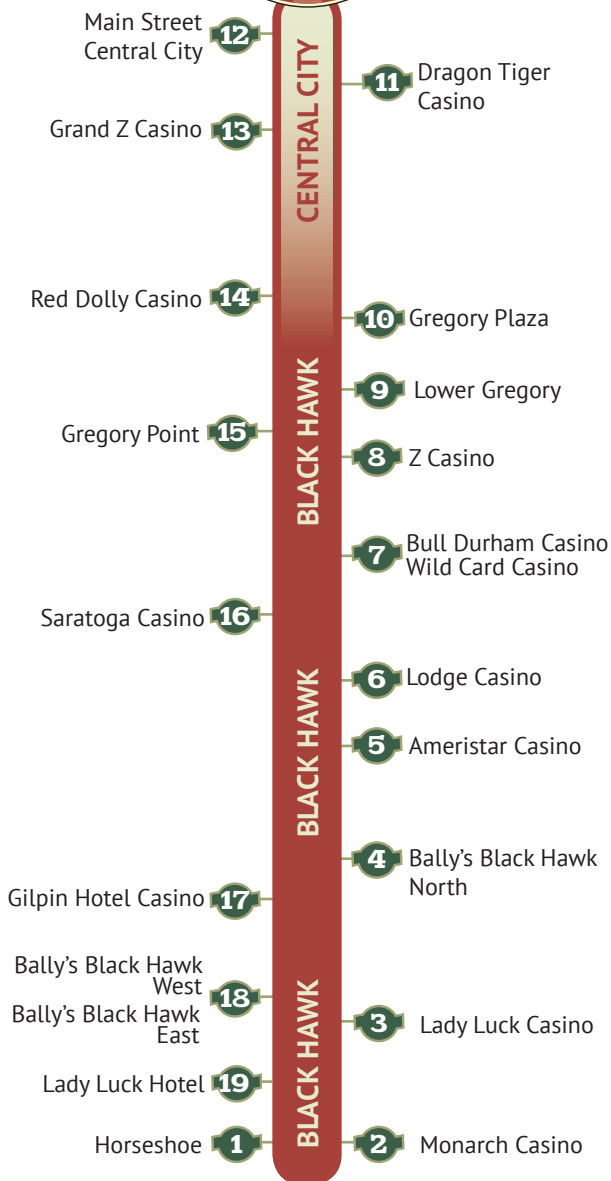 Main Street
Central City
12
CENTRAL CITY
11
Dragon Tiger
Casino
Grand Z Casino
13
Red Dolly Casino
14
10
Gregory Plaza
BLACK HAWK
9
Lower Gregory
Gregory Point
15
8
Z Casino
7
Bull Durham Casino
Wild Card Casino
Saratoga Casino
16
BLACK HAWK
6
Lodge Casino
5
Ameristar Casino
4
Bally's Black Hawk
North
Gilpin Hotel Casino
17
Bally's Black Hawk
West
18
Bally's Black Hawk
East
BLACK HAWK
3
Lady Luck Casino
Lady Luck Hotel
19
Horseshoe
1
2
Monarch Casino